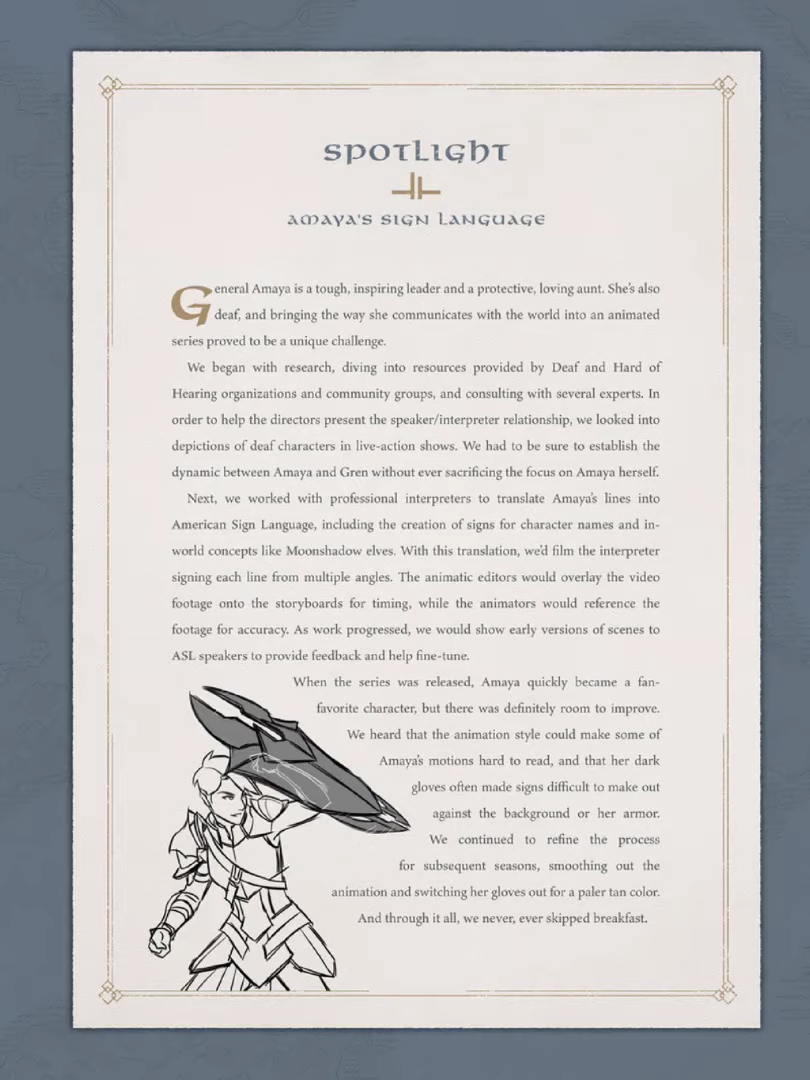 SPOTLIGHT
AMAYA'S SIGN LANGUAGE
General Amaya is a tough, inspiring leader and a protective, loving aunt. She's also
deaf, and bringing the way she communicates with the world into an animated
series proved to be a unique challenge.
We began with research, diving into resources provided by Deaf and Hard of
Hearing organizations and community groups, and consulting with several experts. In
order to help the directors present the speaker/interpreter relationship, we looked into
depictions of deaf characters in live-action shows. We had to be sure to establish the
dynamic between Amaya and Gren without ever sacrificing the focus on Amaya herself.
Next, we worked with professional interpreters to translate Amaya's lines into
American Sign Language, including the creation of signs for character names and in-
world concepts like Moonshadow elves. With this translation, we'd film the interpreter
signing each line from multiple angles. The animatic editors would overlay the video
footage onto the storyboards for timing, while the animators would reference the
footage for accuracy. As work progressed, we would show early versions of scenes to
ASL speakers to provide feedback and help fine-tune.
When the series was released, Amaya quickly became a fan-
favorite character, but there was definitely room to improve.
We heard that the animation style could make some of
Amaya's motions hard to read, and that her dark
gloves often made signs difficult to make out
against the background or her armor.
We continued to refine the process
for subsequent seasons, smoothing out the
animation and switching her gloves out for a paler tan color.
And through it all, we never, ever skipped breakfast.